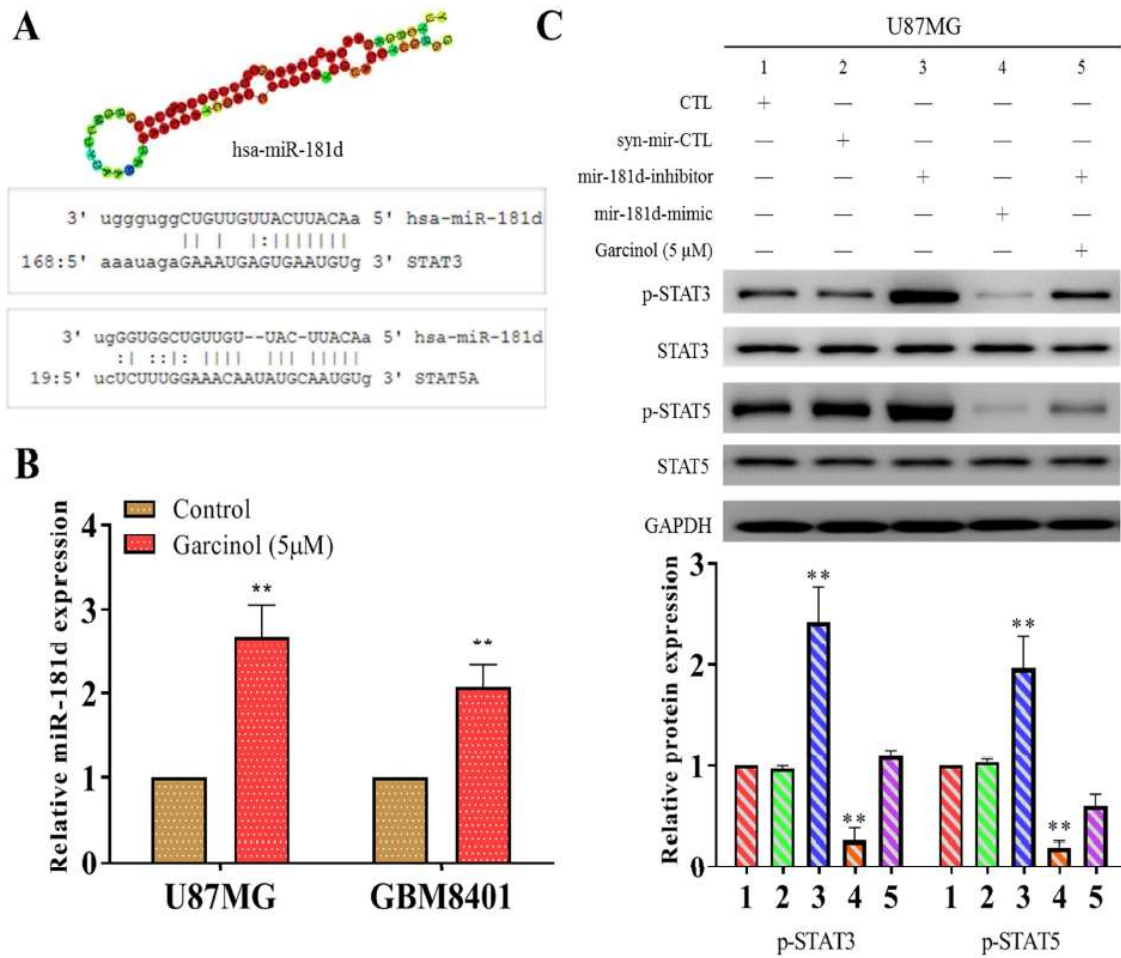 A
hsa-miR-181d
3' ugggugg​CUGUUGUUACUUACAa 5' hsa-miR-181d
|| | |:|||||||
168:5' aaauagaGAAAUGAGUGAAUGUg 3' STAT3
3' ugGGUGGCUGUUGU--UAC-UUACAa 5' hsa-miR-181d
:| ::|: |||| ||| |||||
19:5' ucUCUUUGGAAACAAUAUGCAAUGUg 3' STAT5A
B
Control
Garcinol (5μM)
Relative miR-181d expression
4
3
2
1
0
**
**
U87MG GBM8401
C
U87MG
1 2 3 4 5
CTL + — — — —
syn-mir-CTL — + — — —
mir-181d-inhibitor — — + — +
mir-181d-mimic — — — + —
Garcinol (5 μM) — — — — +
p-STAT3
STAT3
p-STAT5
STAT5
GAPDH
Relative protein expression
3
2
1
0
**
**
**
**
1 2 3 4 5 1 2 3 4 5
p-STAT3 p-STAT5